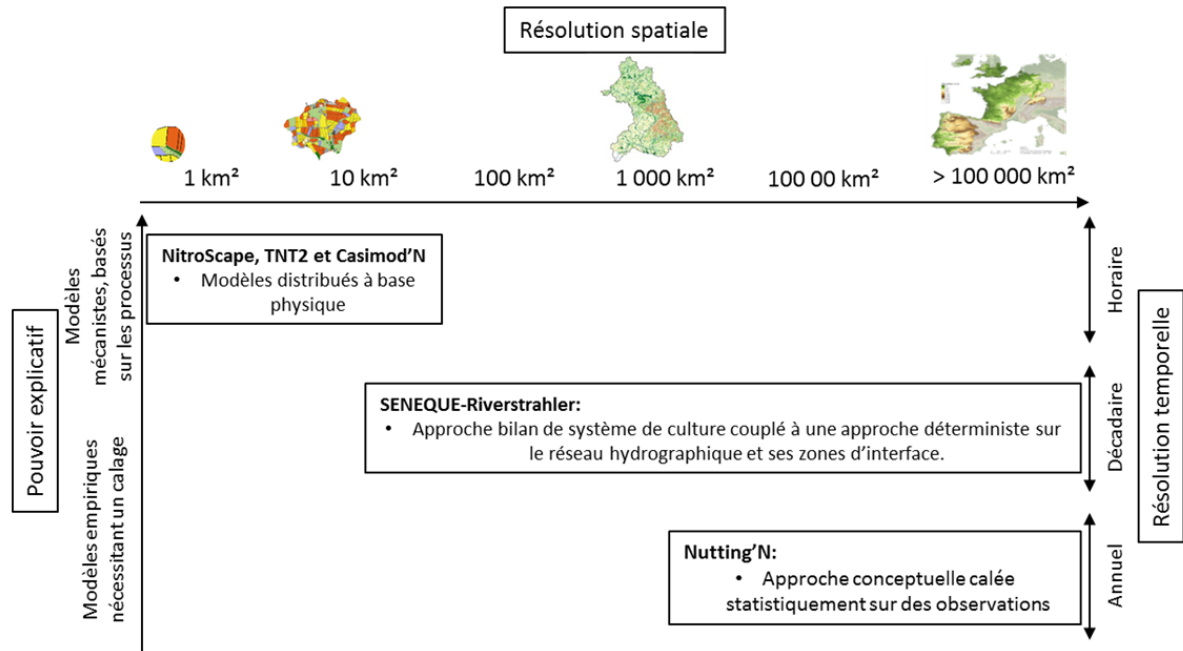 Résolution spatiale
1 km²
10 km²
100 km²
1 000 km²
100 00 km²
> 100 000 km²
Pouvoir explicatif
Modèles
mécanistes, basés
sur les processus
Modèles empiriques
nécessitant un calage
NitroScape, TNT2 et Casimod'N
• Modèles distribués à base
physique
SENEQUE-Riverstrahler:
• Approche bilan de système de culture couplé à une approche déterministe sur
le réseau hydrographique et ses zones d'interface.
Nutting'N:
• Approche conceptuelle calée
statistiquement sur des observations
Horaire
Décadaire
Annuel
Résolution temporelle